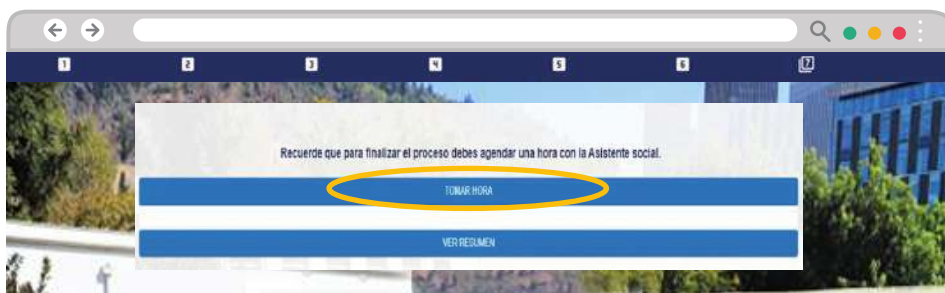 1 2 3 4 5 6 7
Recuerde que para finalizar el proceso debes agendar una hora con la Asistente social.
TOMAR HORA
VER RESUMEN